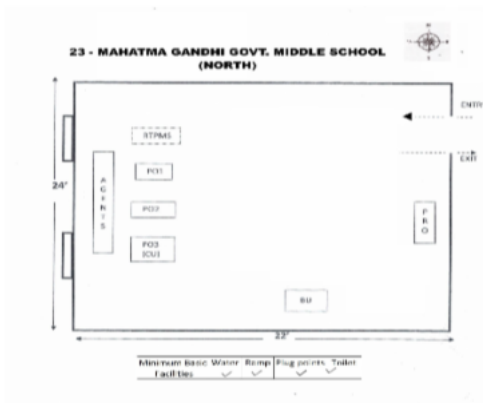 23 - MAHATMA GANDHI GOVT. MIDDLE SCHOOL
(NORTH)
ENTRY
RTPMS
EXIT
PO1
AGENTS
24'
PO2
PRO
PO3
(CU)
BU
22'
Minimum Basic Water Ramp Plug points Toilet
Facilities ✓ ✓ ✓ ✓